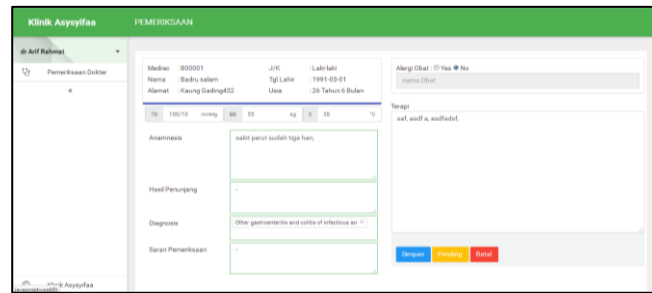 Klinik Asysyifaa
PEMERIKSAAN
dr Arif Rahmat
Pemeriksaan Dokter
Medrec : B00001
Nama : Badru salam
Alamat : Kaung Gading432
J/K : Laki-laki
Tgl.Lahir : 1991-03-01
Usia : 26 Tahun 6 Bulan
TD 100/10 mmHg BB 55 kg S 38 °C
Anamnesis
sakit perut sudah tiga hari,
Hasil Penunjang
-
Diagnosis
Other gastroenteritis and colitis of infectious an ×
Saran Pemeriksaan
-
Alergi Obat : Yes No
nama Obat
Terapi
saf, asdf a, asdfadsf,
Simpan Pending Batal
Klinik Asysyifaa